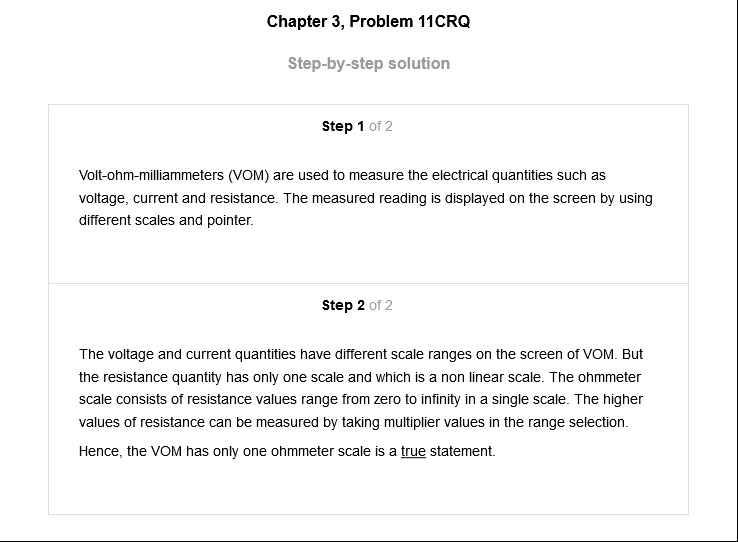 Chapter 3, Problem 11CRQ
Step-by-step solution
Step 1 of 2
Volt-ohm-milliammeters (VOM) are used to measure the electrical quantities such as
voltage, current and resistance. The measured reading is displayed on the screen by using
different scales and pointer.
Step 2 of 2
The voltage and current quantities have different scale ranges on the screen of VOM. But
the resistance quantity has only one scale and which is a non linear scale. The ohmmeter
scale consists of resistance values range from zero to infinity in a single scale. The higher
values of resistance can be measured by taking multiplier values in the range selection.
Hence, the VOM has only one ohmmeter scale is a true statement.